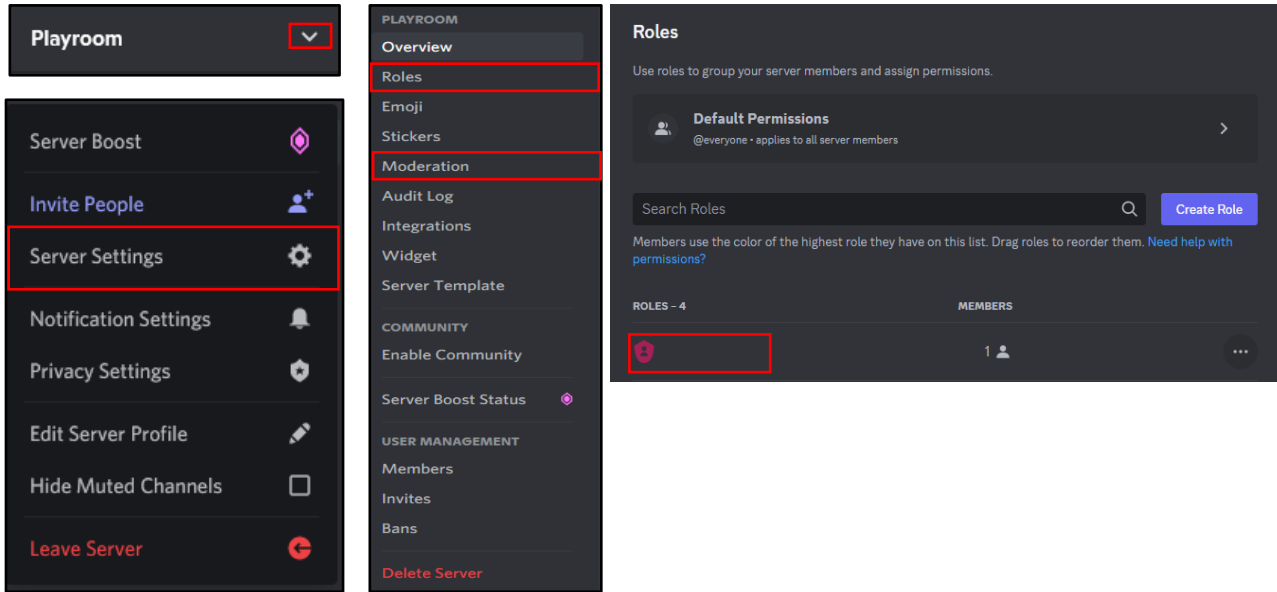 Playroom
Server Boost
Invite People
Server Settings
Notification Settings
Privacy Settings
Edit Server Profile
Hide Muted Channels
Leave Server
PLAYROOM
Overview
Roles
Emoji
Stickers
Moderation
Audit Log
Integrations
Widget
Server Template
COMMUNITY
Enable Community
Server Boost Status
USER MANAGEMENT
Members
Invites
Bans
Delete Server
Roles
Use roles to group your server members and assign permissions.
Default Permissions
@everyone • applies to all server members
Search Roles
Create Role
Members use the color of the highest role they have on this list. Drag roles to reorder them. Need help with
permissions?
ROLES – 4 MEMBERS
1